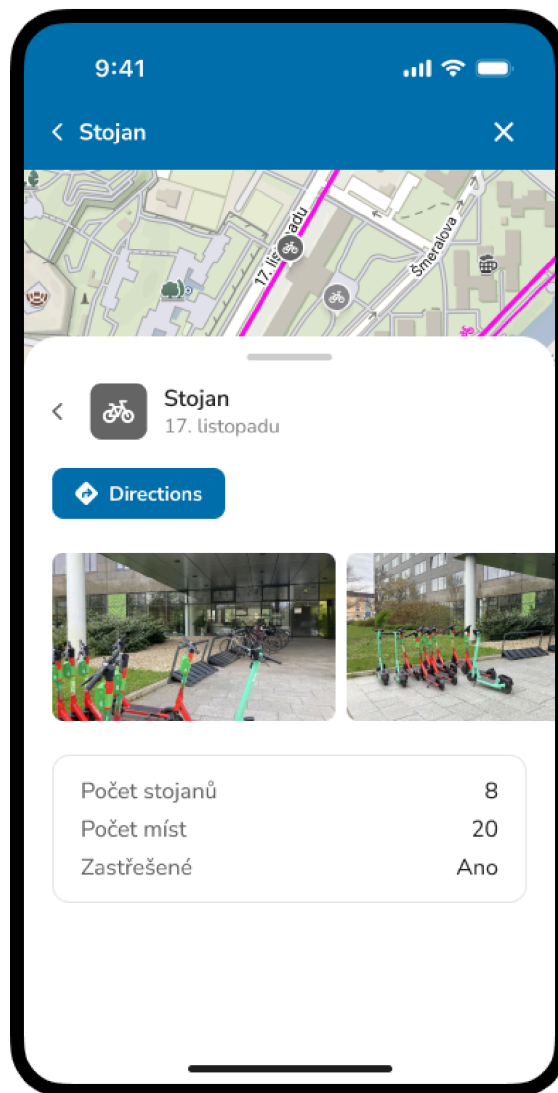 9:41
Stojan
17. listopadu
Šmeralova
Stojan
17. listopadu
Directions
Počet stojanů 8
Počet míst 20
Zastřešené Ano